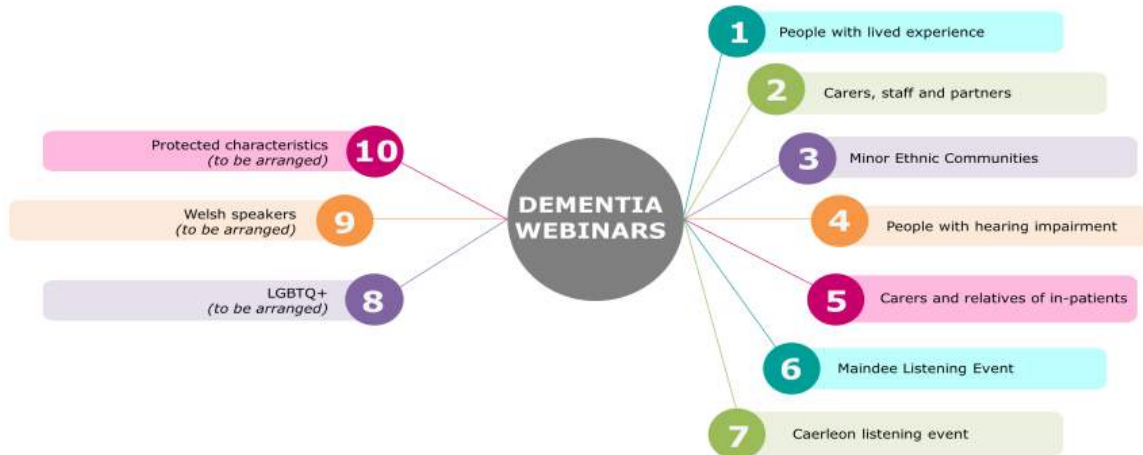 DEMENTIA
WEBINARS
1
People with lived experience
2
Carers, staff and partners
3
Minor Ethnic Communities
4
People with hearing impairment
5
Carers and relatives of in-patients
6
Maindee Listening Event
7
Caerleon listening event
8
LGBTQ+
(to be arranged)
9
Welsh speakers
(to be arranged)
10
Protected characteristics
(to be arranged)